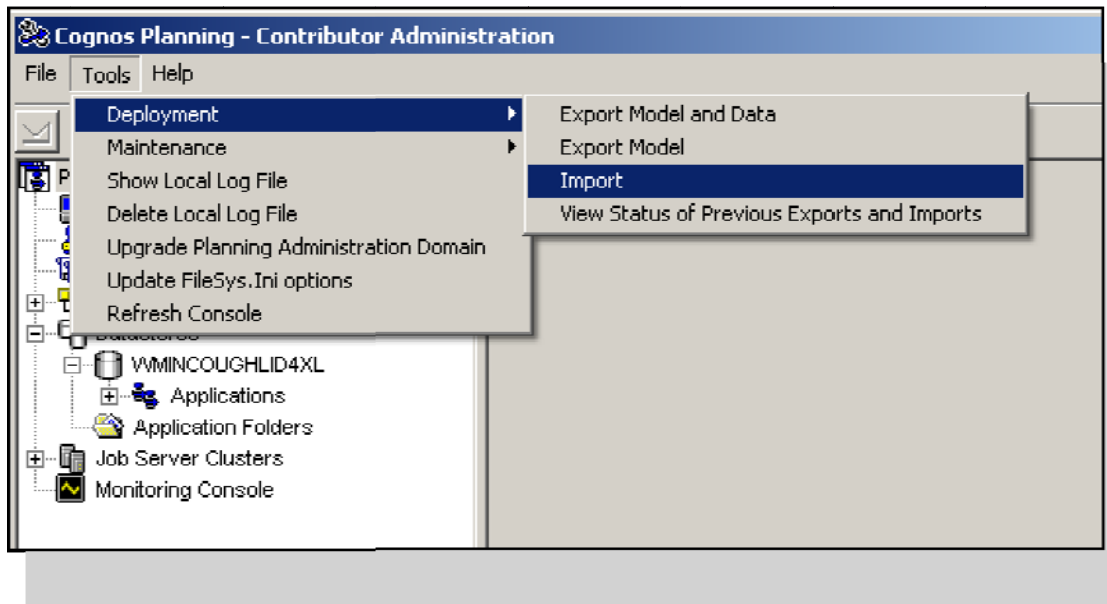 Cognos Planning - Contributor Administration
File Tools Help
Deployment
Maintenance
Show Local Log File
Delete Local Log File
Upgrade Planning Administration Domain
Update FileSys.Ini options
Refresh Console
Export Model and Data
Export Model
Import
View Status of Previous Exports and Imports
P
WMINCOUGHLID4XL
Applications
Application Folders
Job Server Clusters
Monitoring Console